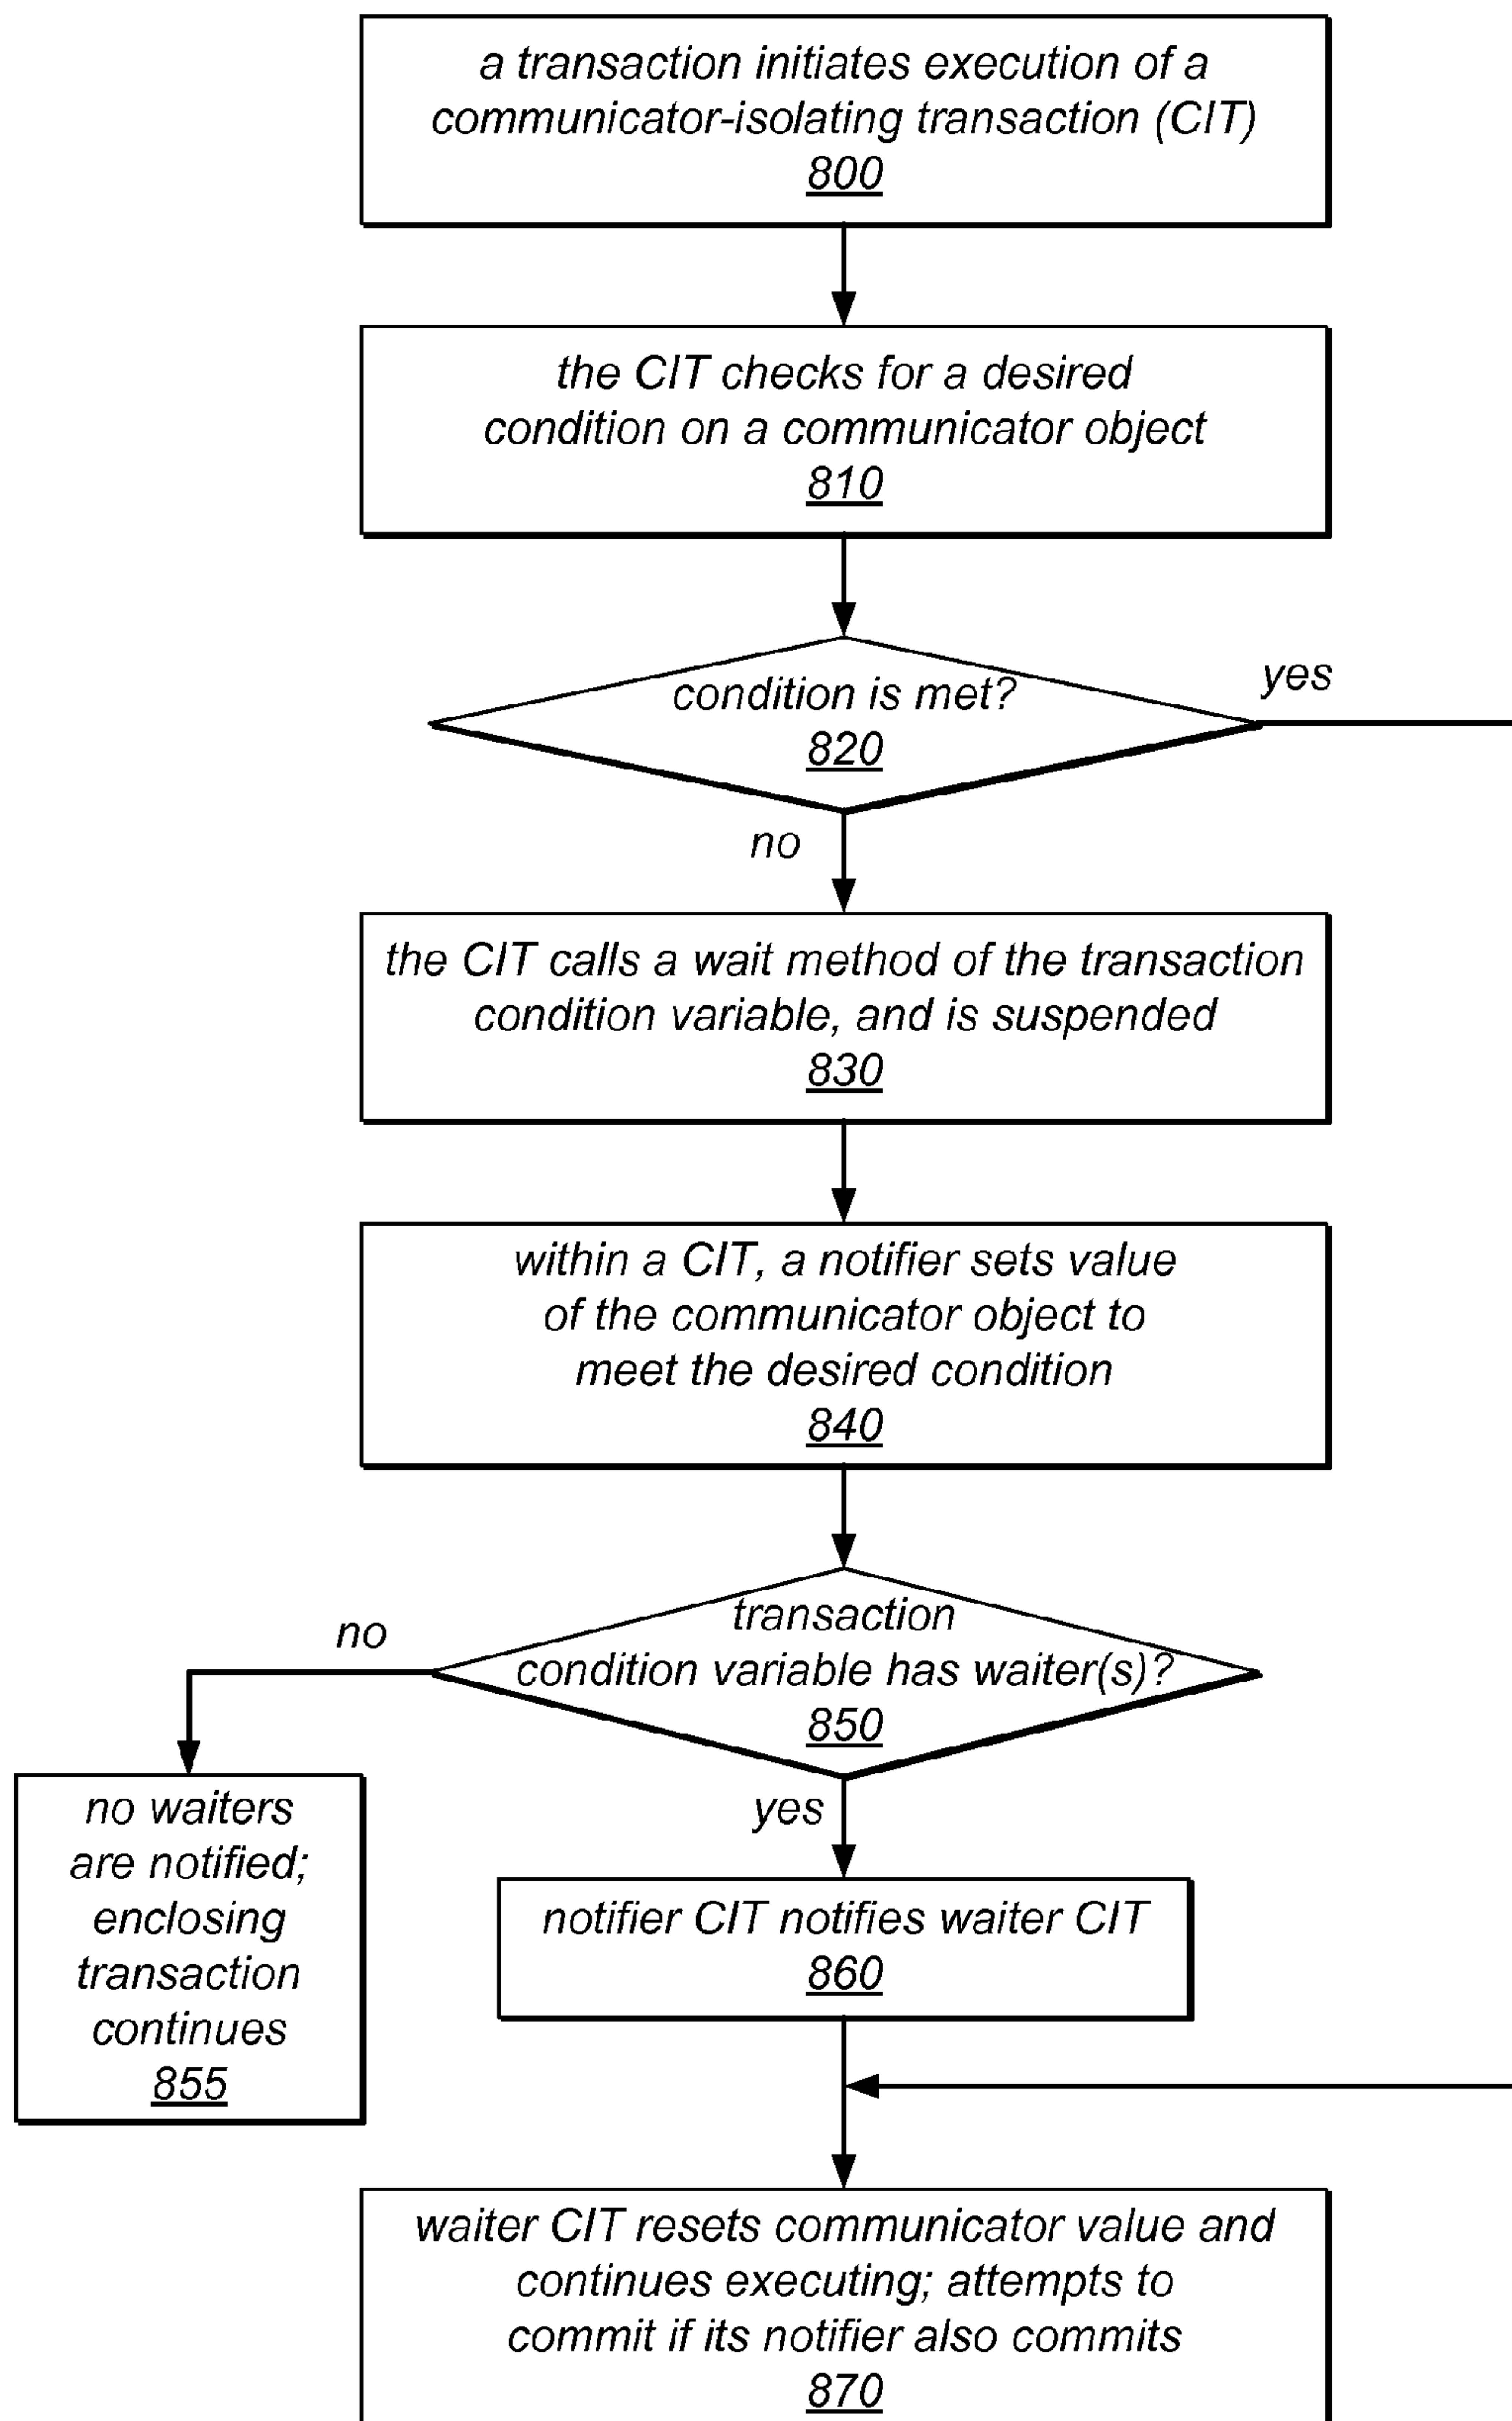 a transaction initiates execution of a
communicator-isolating transaction (CIT)
800
the CIT checks for a desired
condition on a communicator object
810
condition is met?
820
yes
no
the CIT calls a wait method of the transaction
condition variable, and is suspended
830
within a CIT, a notifier sets value
of the communicator object to
meet the desired condition
840
transaction
condition variable has waiter(s)?
850
no
yes
no waiters
are notified;
enclosing
transaction
continues
855
notifier CIT notifies waiter CIT
860
waiter CIT resets communicator value and
continues executing; attempts to
commit if its notifier also commits
870